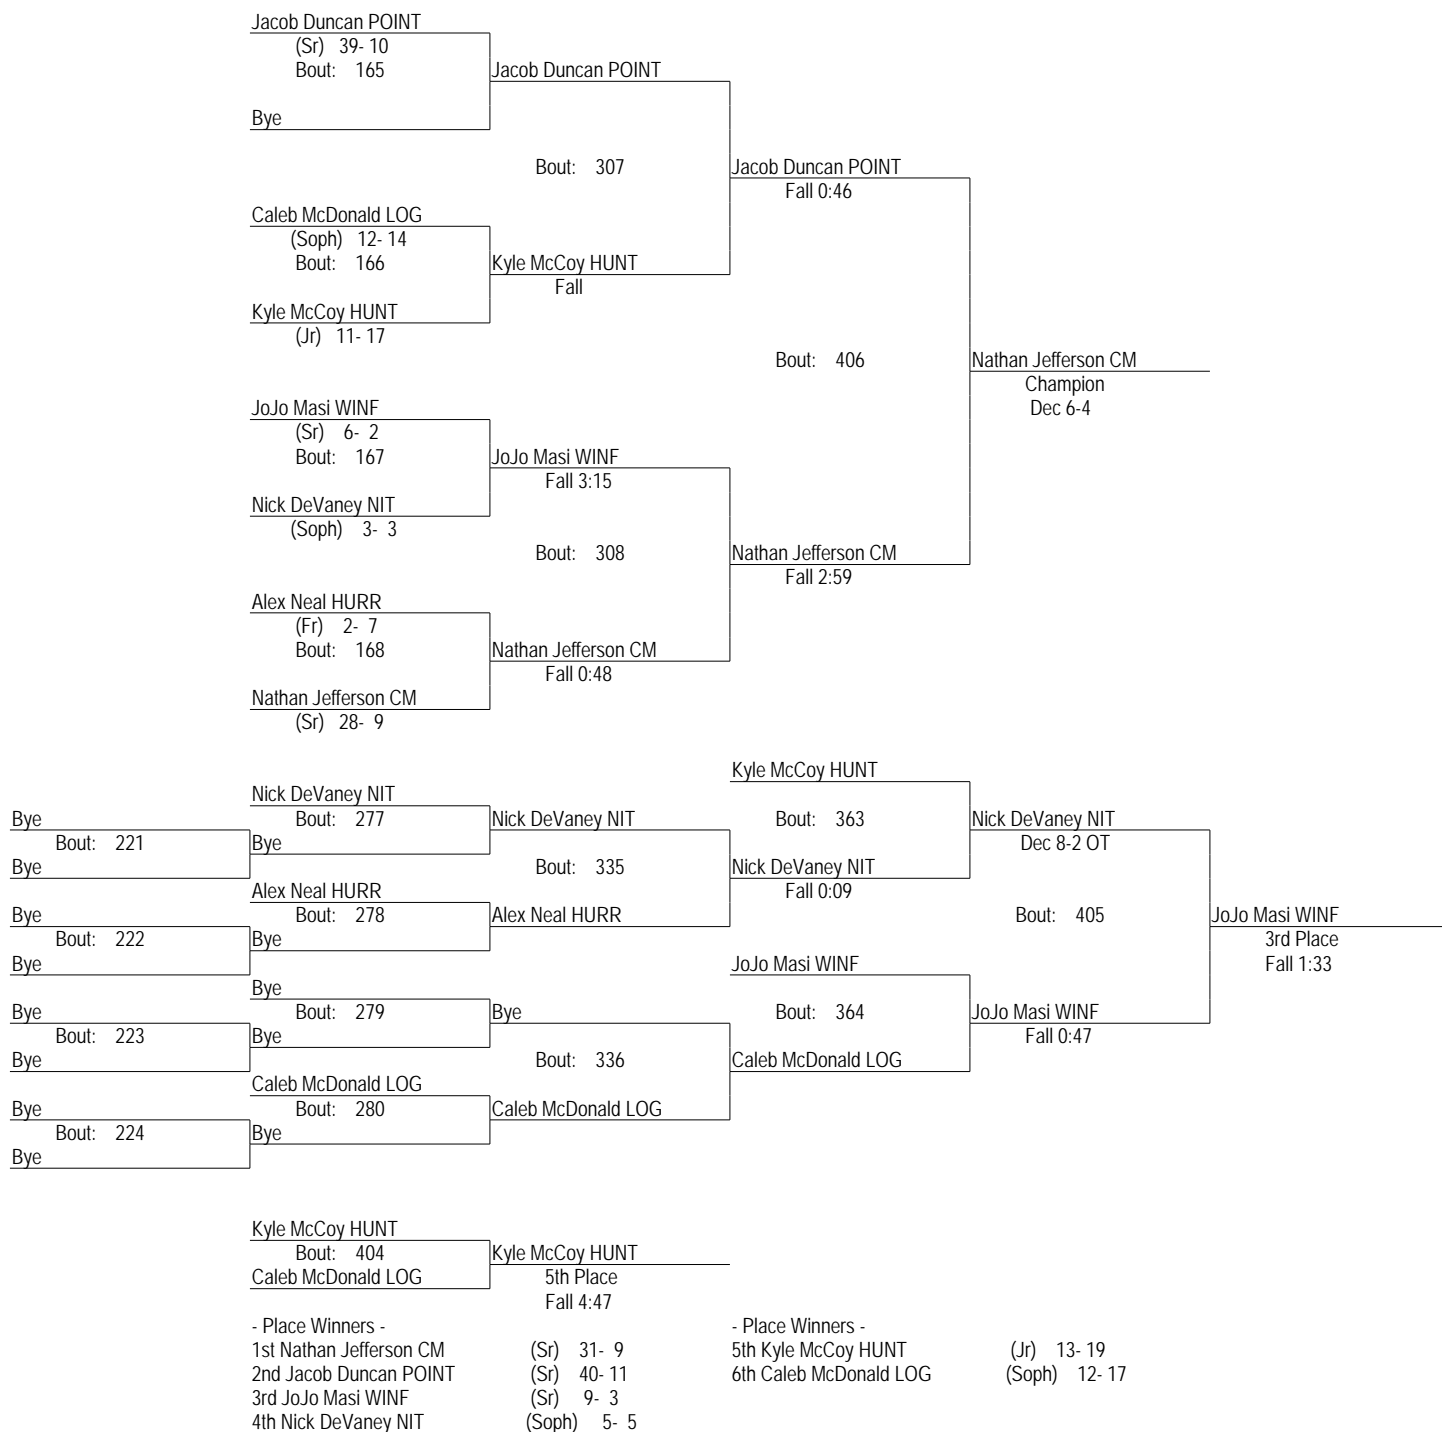 Jacob Duncan POINT
(Sr) 39- 10
Bout: 165
Jacob Duncan POINT
Bye
Bout: 307
Jacob Duncan POINT
Fall 0:46
Caleb McDonald LOG
(Soph) 12- 14
Bout: 166
Kyle McCoy HUNT
Fall
Kyle McCoy HUNT
(Jr) 11- 17
Bout: 406
Nathan Jefferson CM
Champion
Dec 6-4
JoJo Masi WINF
(Sr) 6- 2
Bout: 167
JoJo Masi WINF
Fall 3:15
Nick DeVaney NIT
(Soph) 3- 3
Bout: 308
Nathan Jefferson CM
Fall 2:59
Alex Neal HURR
(Fr) 2- 7
Bout: 168
Nathan Jefferson CM
Fall 0:48
Nathan Jefferson CM
(Sr) 28- 9
Kyle McCoy HUNT
Nick DeVaney NIT
Bye
Bout: 277
Nick DeVaney NIT
Bout: 363
Nick DeVaney NIT
Bout: 221
Bye
Dec 8-2 OT
Bye
Bout: 335
Nick DeVaney NIT
Alex Neal HURR
Fall 0:09
Bye
Bout: 278
Alex Neal HURR
Bout: 405
JoJo Masi WINF
Bout: 222
Bye
3rd Place
Bye
JoJo Masi WINF
Fall 1:33
Bye
Bye
Bout: 279
Bye
Bout: 364
JoJo Masi WINF
Bout: 223
Bye
Fall 0:47
Bye
Bout: 336
Caleb McDonald LOG
Caleb McDonald LOG
Bye
Bout: 280
Caleb McDonald LOG
Bout: 224
Bye
Bye
Kyle McCoy HUNT
Bout: 404
Kyle McCoy HUNT
Caleb McDonald LOG
5th Place
Fall 4:47
- Place Winners -
1st Nathan Jefferson CM (Sr) 31- 9
2nd Jacob Duncan POINT (Sr) 40- 11
3rd JoJo Masi WINF (Sr) 9- 3
4th Nick DeVaney NIT (Soph) 5- 5
- Place Winners -
5th Kyle McCoy HUNT (Jr) 13- 19
6th Caleb McDonald LOG (Soph) 12- 17